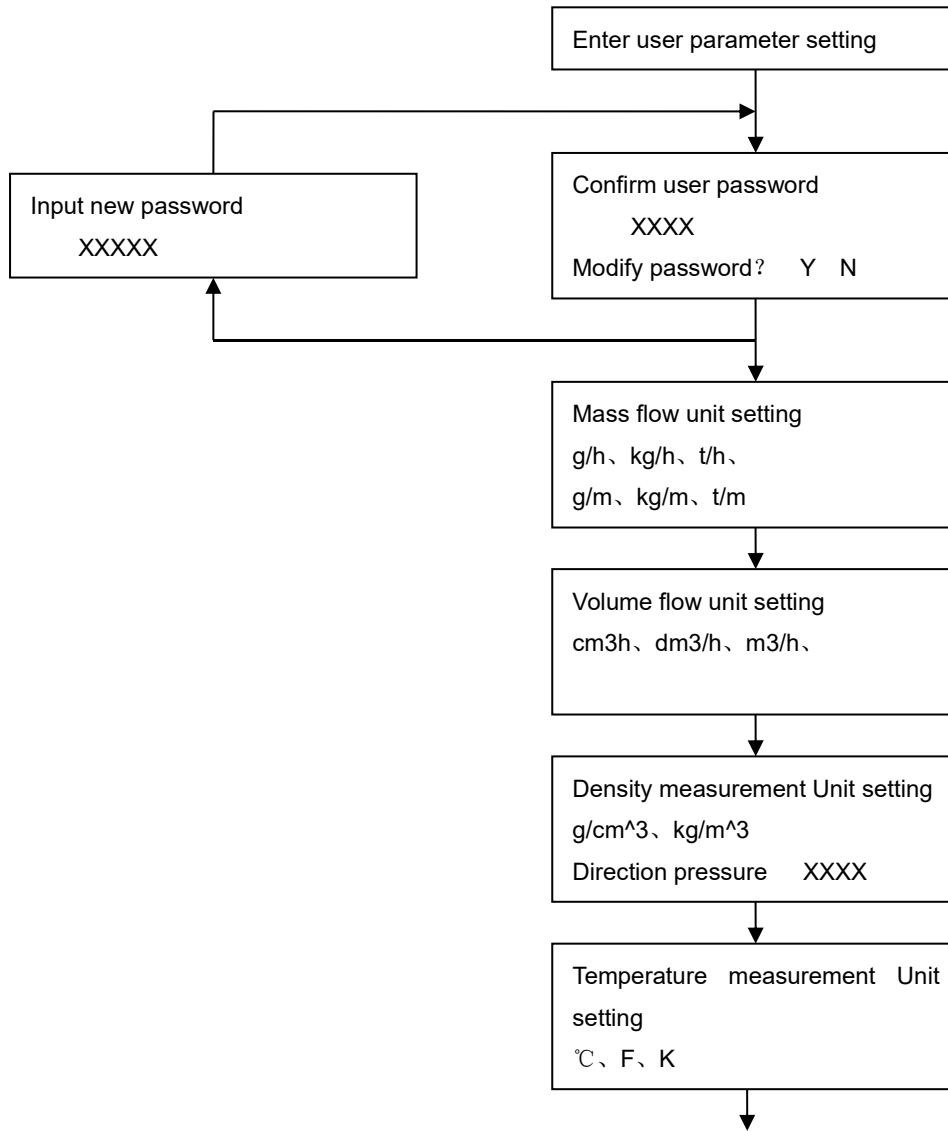 Enter user parameter setting
Input new password
XXXXX
Confirm user password
XXXX
Modify password？ Y N
Mass flow unit setting
g/h、kg/h、t/h、
g/m、kg/m、t/m
Volume flow unit setting
cm3h、dm3/h、m3/h、
Density measurement Unit setting
g/cm^3、kg/m^3
Direction pressure XXXX
Temperature measurement Unit
setting
℃、F、K